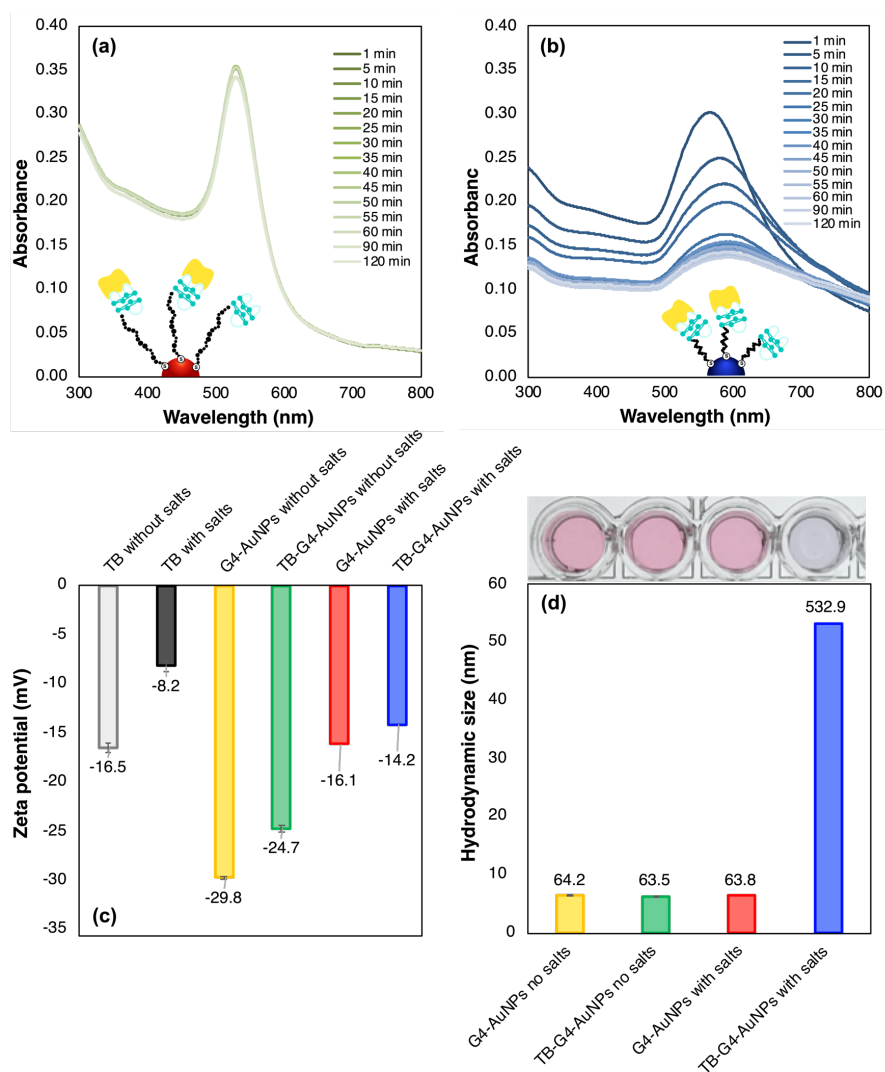 (a)
0.40
0.35
0.30
0.25
0.20
0.15
0.10
0.05
0.00
Absorbance
300
400
500
600
700
800
Wavelength (nm)
1 min
5 min
10 min
15 min
20 min
25 min
30 min
35 min
40 min
45 min
50 min
55 min
60 min
90 min
120 min
S
S
S
(b)
0.40
0.35
0.30
0.25
0.20
0.15
0.10
0.05
0.00
Absorbanc
300
400
500
600
700
800
Wavelength (nm)
1 min
5 min
10 min
15 min
20 min
25 min
30 min
35 min
40 min
45 min
50 min
55 min
60 min
90 min
120 min
S
S
S
TB without salts
TB with salts
G4-AuNPs without salts
TB-G4-AuNPs without salts
G4-AuNPs with salts
TB-G4-AuNPs with salts
0
-5
-10
-15
-20
-25
-30
-35
Zeta potential (mV)
-16.5
-8.2
-29.8
-24.7
-16.1
-14.2
(c)
(d)
60
50
40
30
20
10
0
Hydrodynamic size (nm)
64.2
63.5
63.8
532.9
G4-AuNPs no salts
TB-G4-AuNPs no salts
G4-AuNPs with salts
TB-G4-AuNPs with salts